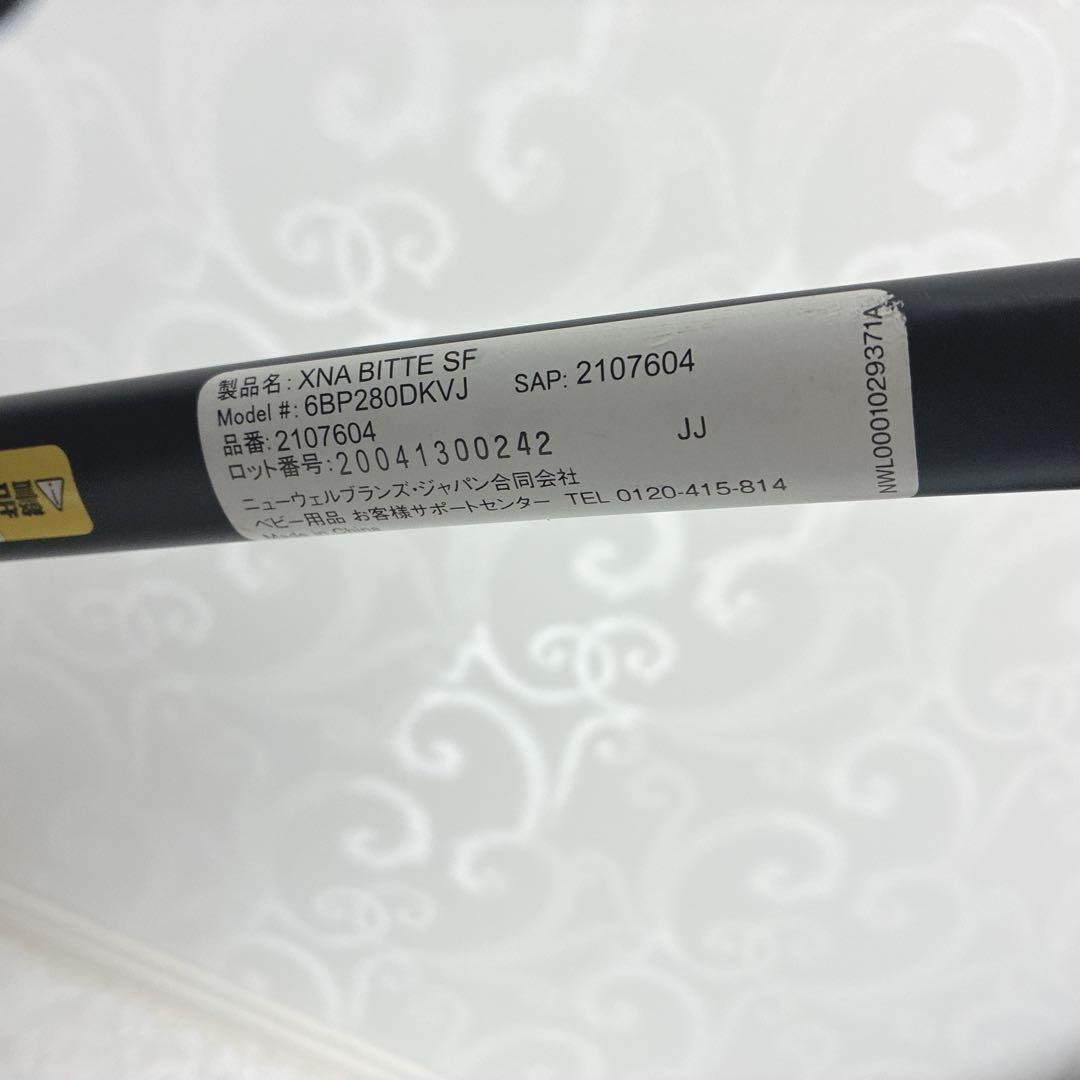 製品名: XNA BITTE SF
Model #: 6BP280DKVJ SAP: 2107604
品番: 2107604
ロット番号: 20041300242 JJ
ニューウェルブランズ・ジャパン合同会社
ベビー用品 お客様サポートセンター TEL 0120-415-814
Made in China
NWL0001029371A